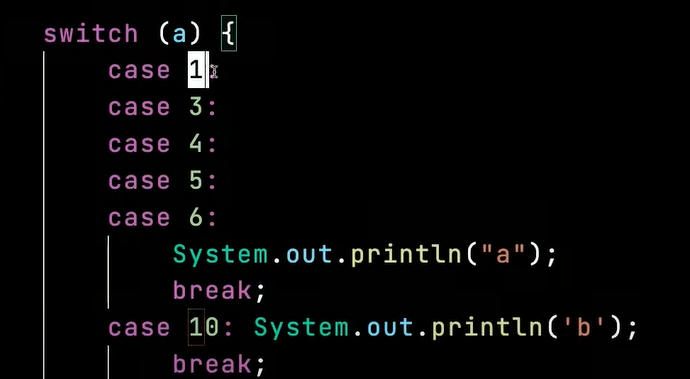 switch (a) {
case 1:
case 3:
case 4:
case 5:
case 6:
System.out.println("a");
break;
case 10: System.out.println('b');
break;